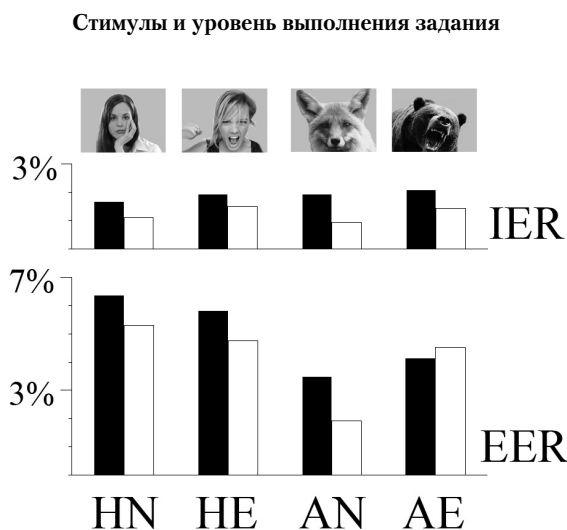 Стимулы и уровень выполнения задания
3%
IER
7%
3%
EER
HN HE AN AE